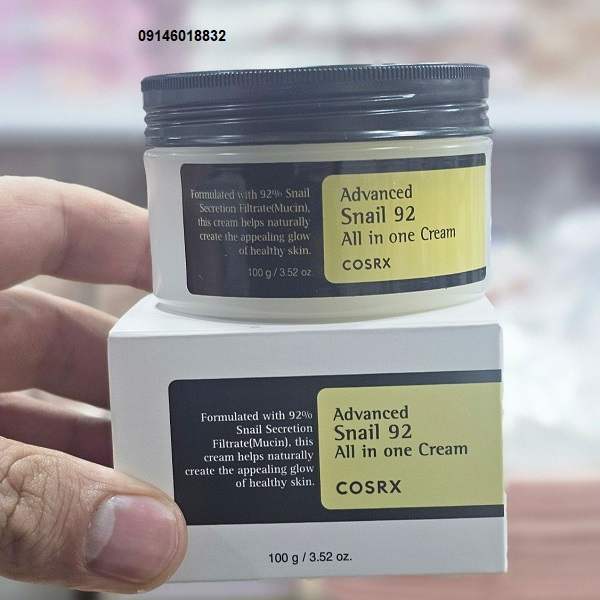 09146018832
Formulated with 92% Snail
Secretion Filtrate(Mucin),
this cream helps naturally
create the appealing glow
of healthy skin.
100 g / 3.52 oz
Advanced
Snail 92
All in one Cream
COSRX
Formulated with 92%
Snail Secretion
Filtrate(Mucin), this
cream helps naturally
create the appealing glow
of healthy skin.
Advanced
Snail 92
All in one Cream
COSRX
100 g / 3.52 oz.